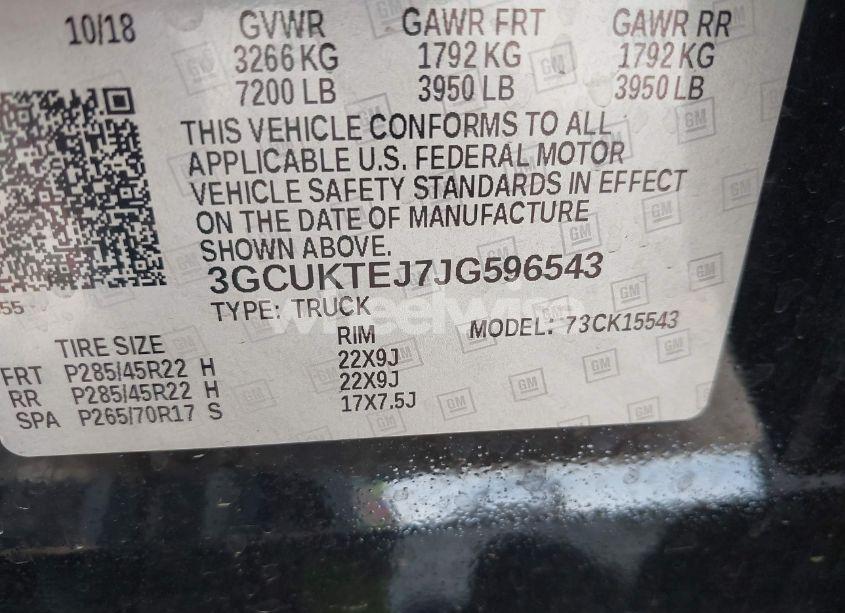 10/18 GVWR GAWR FRT GAWR RR
3266 KG 1792 KG 1792 KG
7200 LB 3950 LB 3950 LB
THIS VEHICLE CONFORMS TO ALL
APPLICABLE U.S. FEDERAL MOTOR
VEHICLE SAFETY STANDARDS IN EFFECT
ON THE DATE OF MANUFACTURE
SHOWN ABOVE.
3GCUKTEJ7JG596543
55
TYPE: TRUCK
MODEL: 73CK15543
TIRE SIZE RIM
FRT P285/45R22 H 22X9J
RR P285/45R22 H 22X9J
SPA P265/70R17 S 17X7.5J
GM